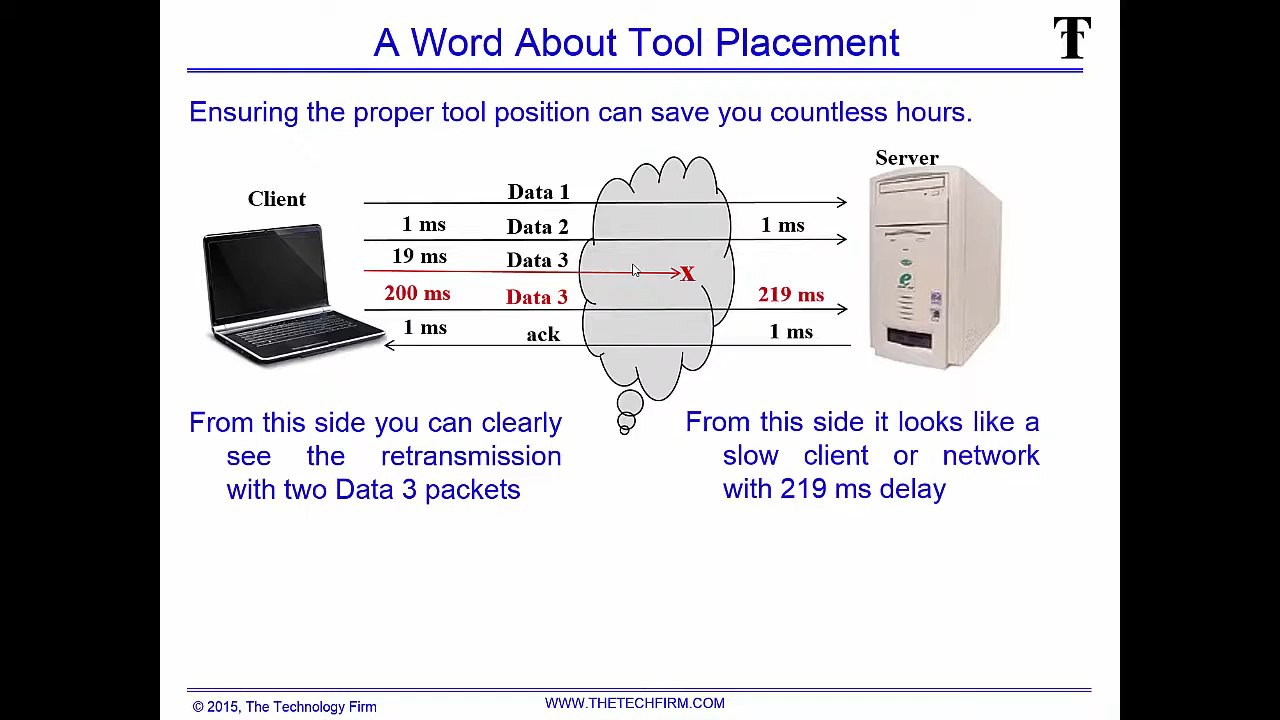 A Word About Tool Placement
Ensuring the proper tool position can save you countless hours.
Server
Client
Data 1
1 ms Data 2 1 ms
19 ms Data 3
X
200 ms Data 3 219 ms
1 ms ack 1 ms
From this side you can clearly
see the retransmission
with two Data 3 packets
From this side it looks like a
slow client or network
with 219 ms delay
© 2015, The Technology Firm
WWW.THETECHFIRM.COM